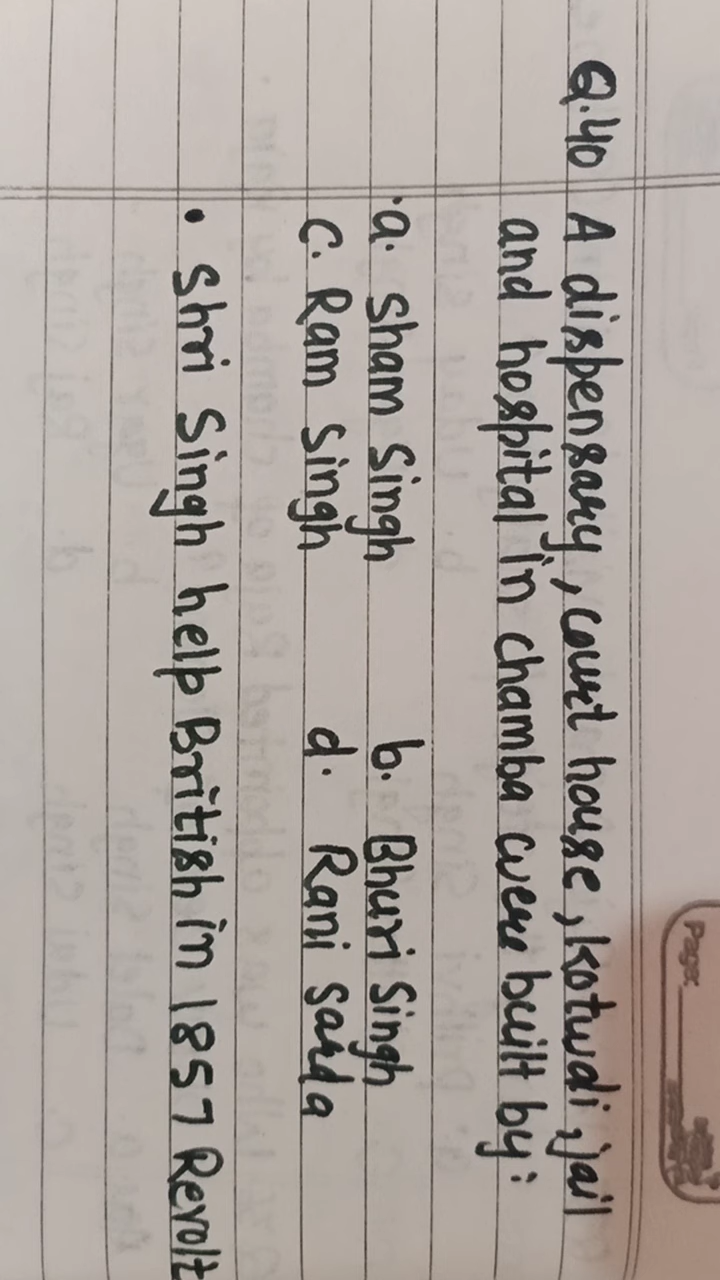 Page:
Q.40 A dispensary, court house, kotwali, jail
and hospital in chamba were built by:
a. Sham Singh b. Bhuri Singh
c. Ram Singh d. Rani Sarda
• Shri Singh help British in 1857 Revolt